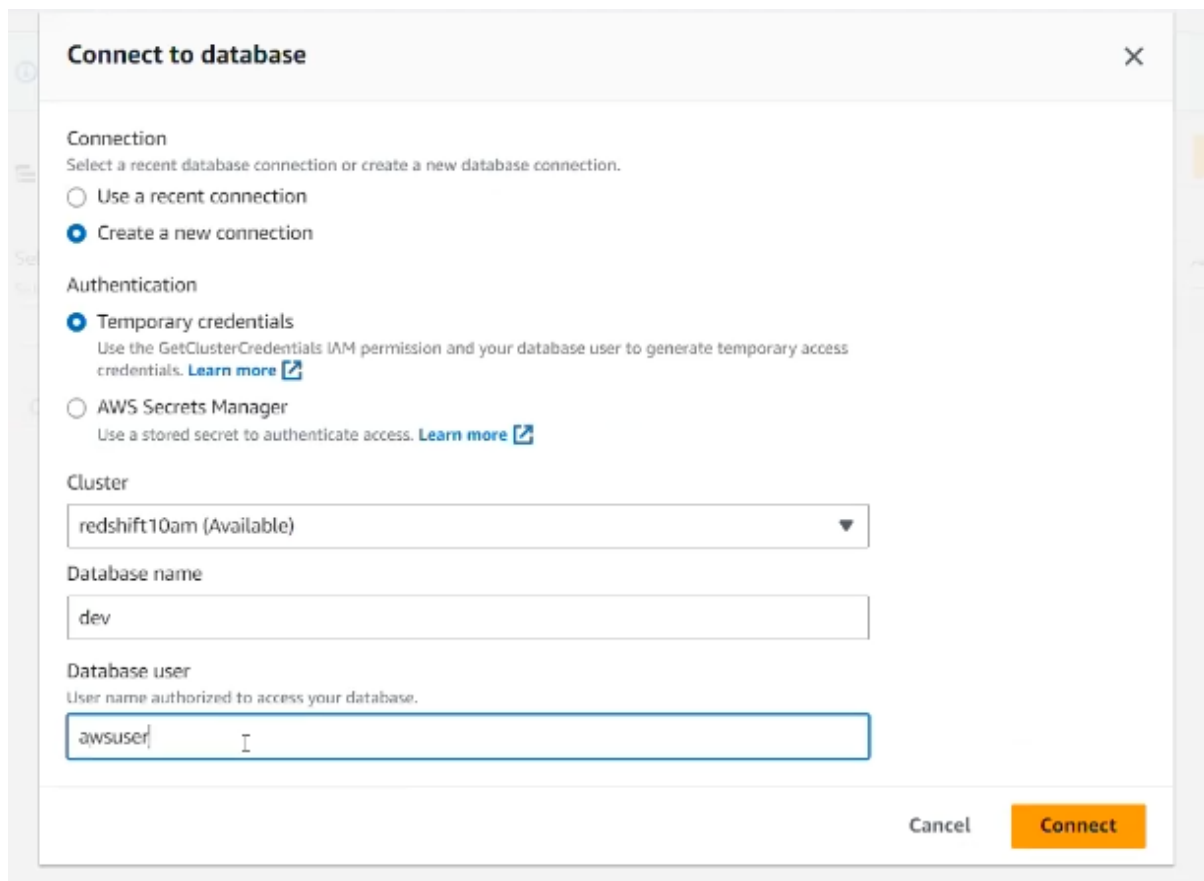 Connect to database
Connection
Select a recent database connection or create a new database connection.
Use a recent connection
Create a new connection
Authentication
Temporary credentials
Use the GetClusterCredentials IAM permission and your database user to generate temporary access
credentials. Learn more
AWS Secrets Manager
Use a stored secret to authenticate access. Learn more
Cluster
redshift10am (Available)
Database name
dev
Database user
User name authorized to access your database.
awsuser
Cancel
Connect